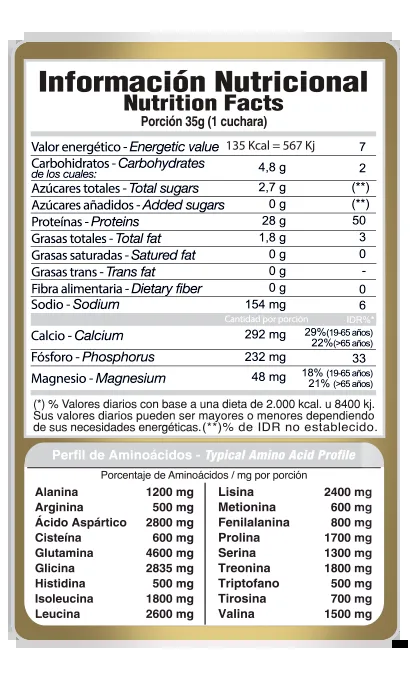 Información Nutricional
Nutrition Facts
Porción 35g (1 cuchara)
Valor energético - Energetic value 135 Kcal = 567 Kj 7
Carbohidratos - Carbohydrates 4,8 g 2
de los cuales:
Azúcares totales - Total sugars 2,7 g (**)
Azúcares añadidos - Added sugars 0 g (**)
Proteínas - Proteins 28 g 50
Grasas totales - Total fat 1,8 g 3
Grasas saturadas - Satured fat 0 g 0
Grasas trans - Trans fat 0 g -
Fibra alimentaria - Dietary fiber 0 g 0
Sodio - Sodium 154 mg 6
Cantidad por porción IDR%*
Calcio - Calcium 292 mg 29% (19-65 años)
22% (>65 años)
Fósforo - Phosphorus 232 mg 33
Magnesio - Magnesium 48 mg 18% (19-65 años)
21% (>65 años)
(*) % Valores diarios con base a una dieta de 2.000 kcal. u 8400 kj.
Sus valores diarios pueden ser mayores o menores dependiendo
de sus necesidades energéticas.(**)% de IDR no establecido.
Perfil de Aminoácidos - Typical Amino Acid Profile
Porcentaje de Aminoácidos / mg por porción
Alanina 1200 mg Lisina 2400 mg
Arginina 500 mg Metionina 600 mg
Ácido Aspártico 2800 mg Fenilalanina 800 mg
Cisteína 600 mg Prolina 1700 mg
Glutamina 4600 mg Serina 1300 mg
Glicina 2835 mg Treonina 1800 mg
Histidina 500 mg Triptofano 500 mg
Isoleucina 1800 mg Tirosina 700 mg
Leucina 2600 mg Valina 1500 mg